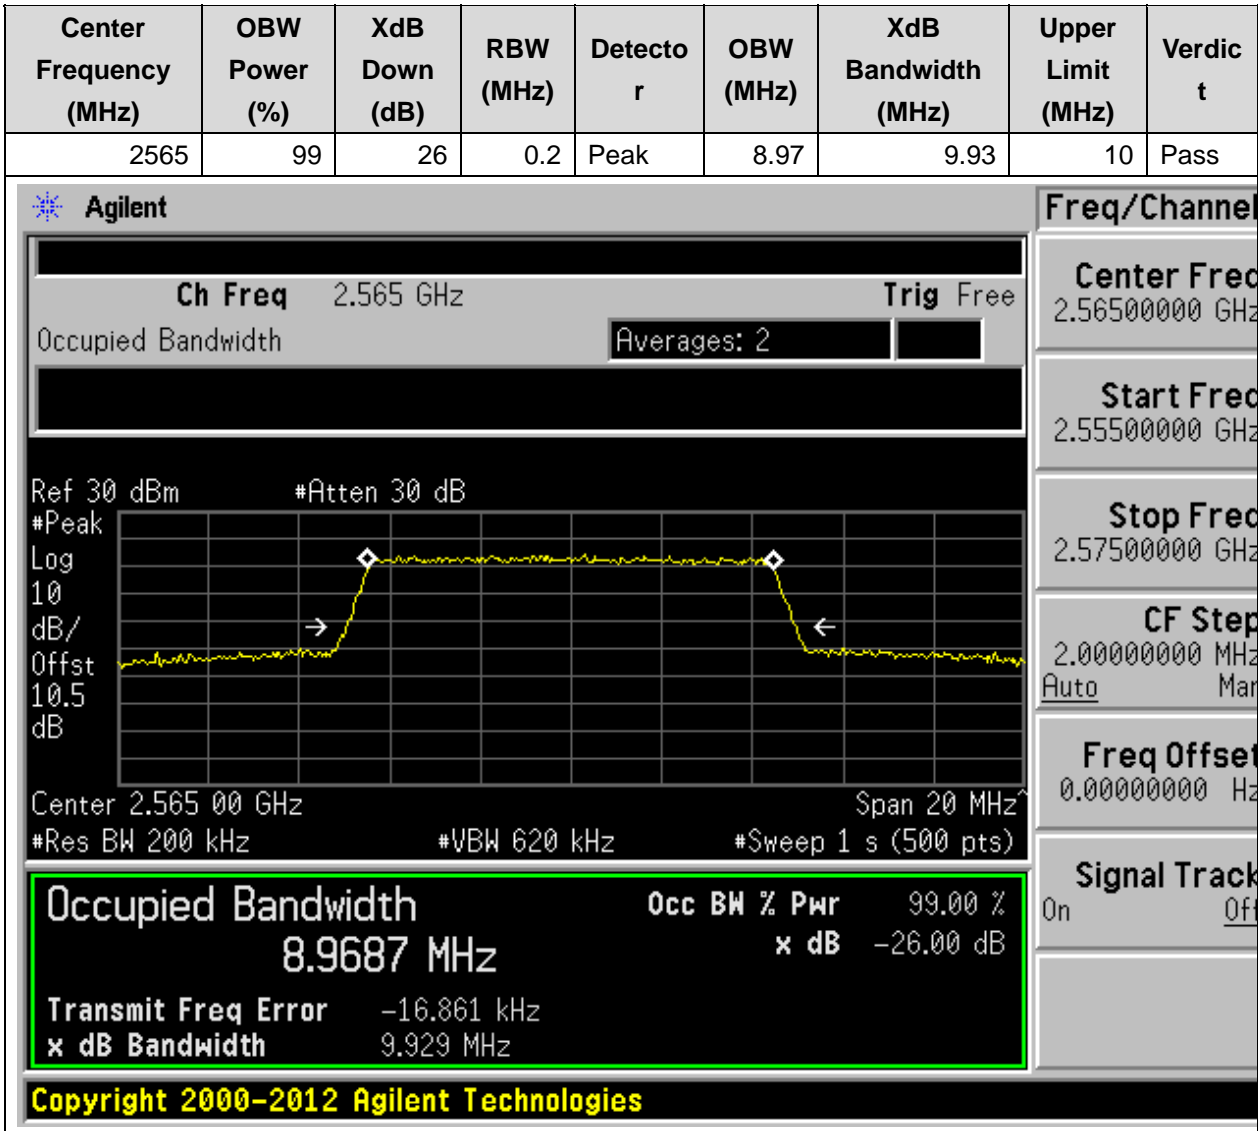 Center Frequency (MHz) OBW Power (%) XdB Down (dB) RBW (MHz) Detecto r OBW (MHz) XdB Bandwidth (MHz) Upper Limit (MHz) Verdic t
2565 99 26 0.2 Peak 8.97 9.93 10 Pass
Agilent
Freq/Channel
Ch Freq 2.565 GHz Trig Free
Occupied Bandwidth Averages: 2
Center Freq
2.56500000 GHz
Start Freq
2.55500000 GHz
Stop Freq
2.57500000 GHz
CF Step
2.00000000 MHz
Auto Man
Freq Offset
0.00000000 Hz
Signal Track
On Off
Ref 30 dBm #Atten 30 dB
#Peak
Log
10
dB/
Offst
10.5
dB
Center 2.565 00 GHz Span 20 MHz^
#Res BW 200 kHz #VBW 620 kHz #Sweep 1 s (500 pts)
Occupied Bandwidth Occ BW % Pwr 99.00 %
8.9687 MHz x dB -26.00 dB
Transmit Freq Error -16.861 kHz
x dB Bandwidth 9.929 MHz
Copyright 2000-2012 Agilent Technologies